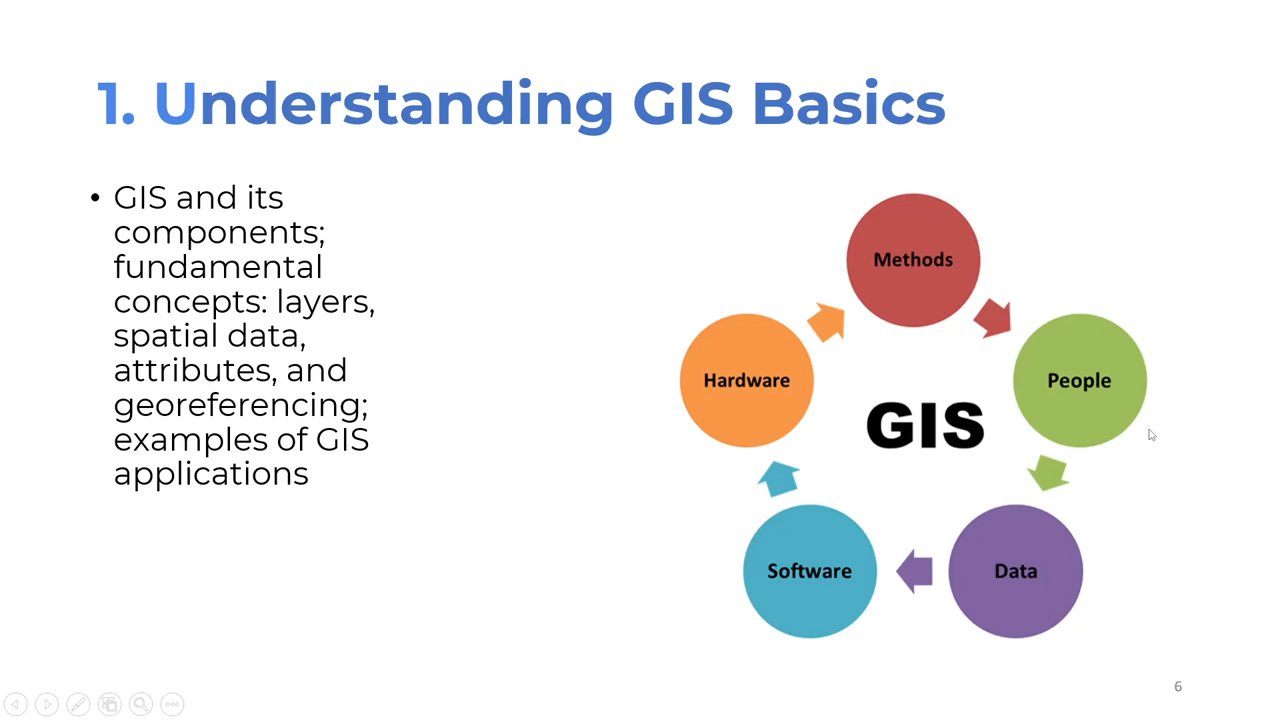 1. Understanding GIS Basics
• GIS and its
components;
fundamental
concepts: layers,
spatial data,
attributes, and
georeferencing;
examples of GIS
applications
Methods
Hardware
People
GIS
Software
Data
6